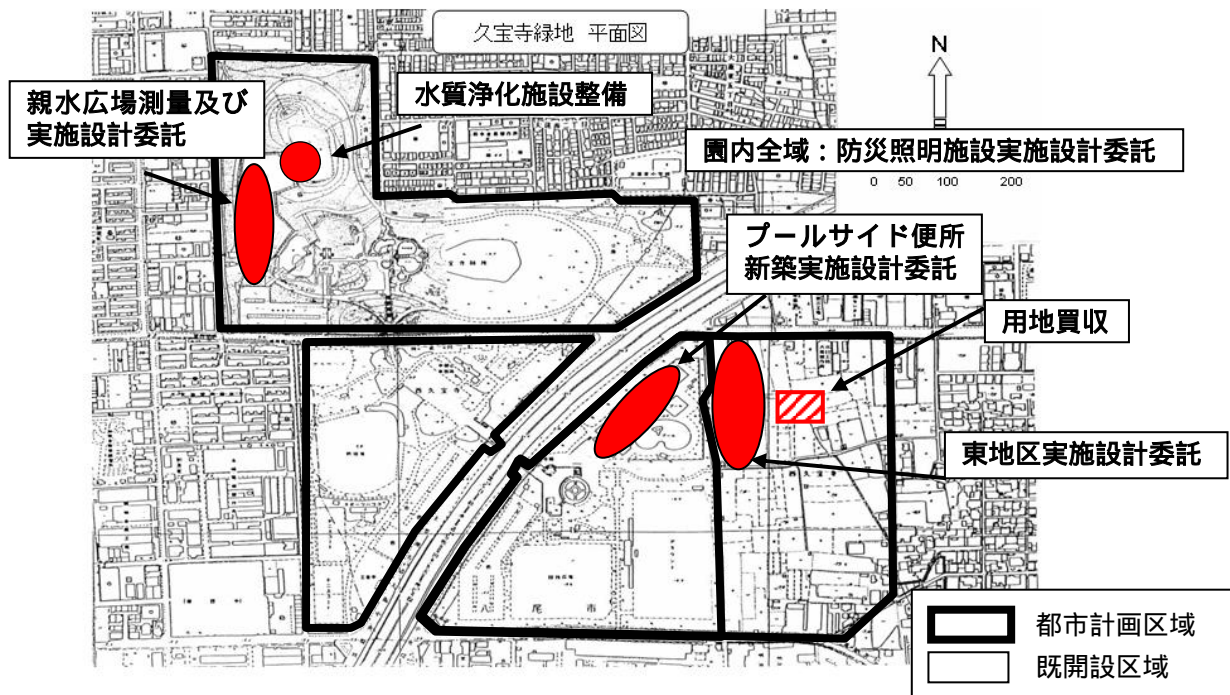 久宝寺緑地 平面図
N
親水広場測量及び
実施設計委託
水質浄化施設整備
園内全域：防災照明施設実施設計委託
0 50 100 200
プールサイド便所
新築実施設計委託
用地買収
東地区実施設計委託
八尾市
都市計画区域
既開設区域